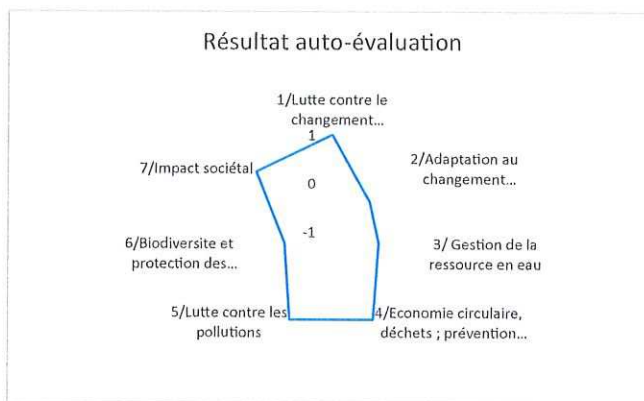 Résultat auto-évaluation
1/Lutte contre le
changement...
1
2/Adaptation au
changement...
7/Impact sociétal
0
-1
3/ Gestion de la
ressource en eau
6/Biodiversite et
protection des...
5/Lutte contre les
pollutions
4/Economie circulaire,
déchets ; prévention...